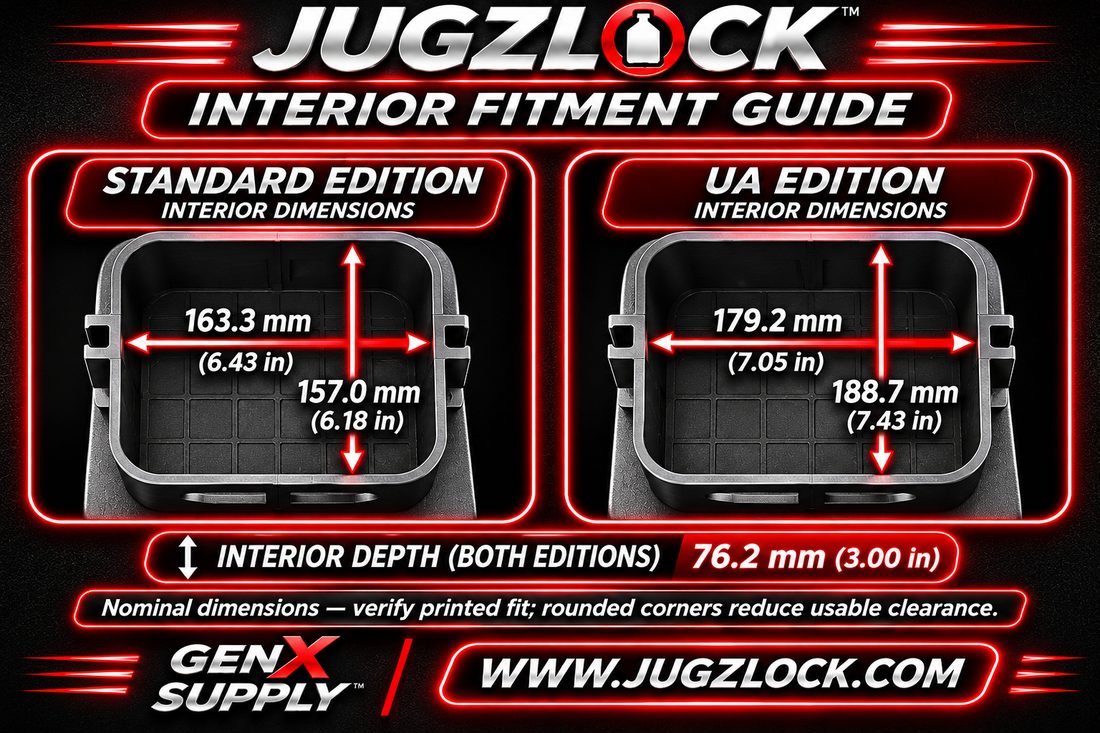 JUGZLOCK™
INTERIOR FITMENT GUIDE
STANDARD EDITION
INTERIOR DIMENSIONS
163.3 mm
(6.43 in)
157.0 mm
(6.18 in)
UA EDITION
INTERIOR DIMENSIONS
179.2 mm
(7.05 in)
188.7 mm
(7.43 in)
INTERIOR DEPTH (BOTH EDITIONS) 76.2 mm (3.00 in)
Nominal dimensions — verify printed fit; rounded corners reduce usable clearance.
GENX
SUPPLY™
WWW.JUGZLOCK.COM